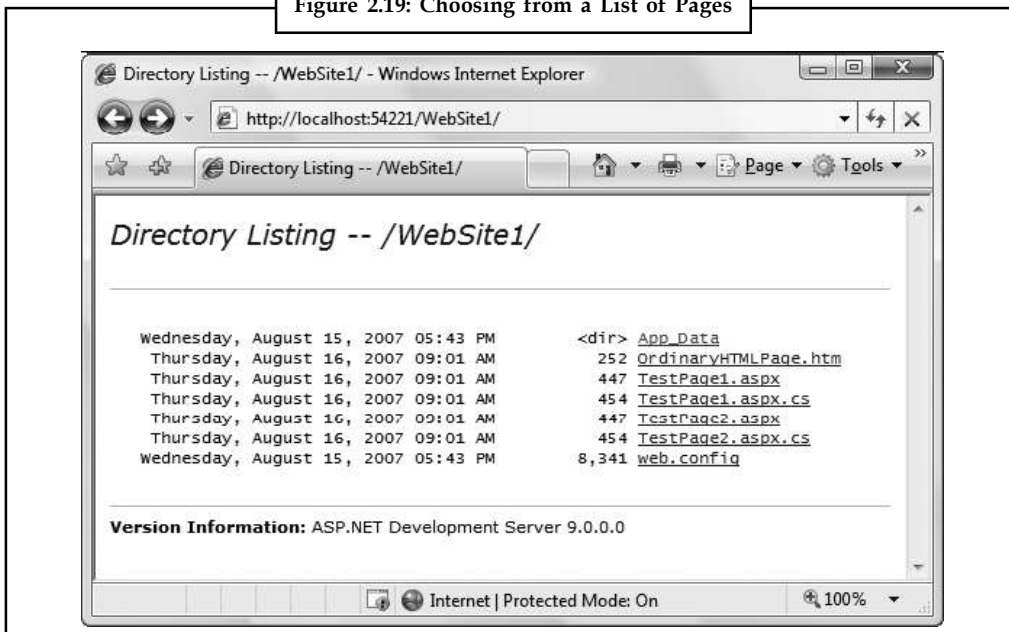 Figure 2.19: Choosing from a List of Pages
Directory Listing -- /WebSite1/ - Windows Internet Explorer
http://localhost:54221/WebSite1/
Directory Listing -- /WebSite1/
Page
Tools
Directory Listing -- /WebSite1/
Wednesday, August 15, 2007 05:43 PM <dir> App_Data
Thursday, August 16, 2007 09:01 AM 252 OrdinaryHTMLPage.htm
Thursday, August 16, 2007 09:01 AM 447 TestPage1.aspx
Thursday, August 16, 2007 09:01 AM 454 TestPage1.aspx.cs
Thursday, August 16, 2007 09:01 AM 447 TestPage2.aspx
Thursday, August 16, 2007 09:01 AM 454 TestPage2.aspx.cs
Wednesday, August 15, 2007 05:43 PM 8,341 web.config
Version Information: ASP.NET Development Server 9.0.0.0
Internet | Protected Mode: On
100%